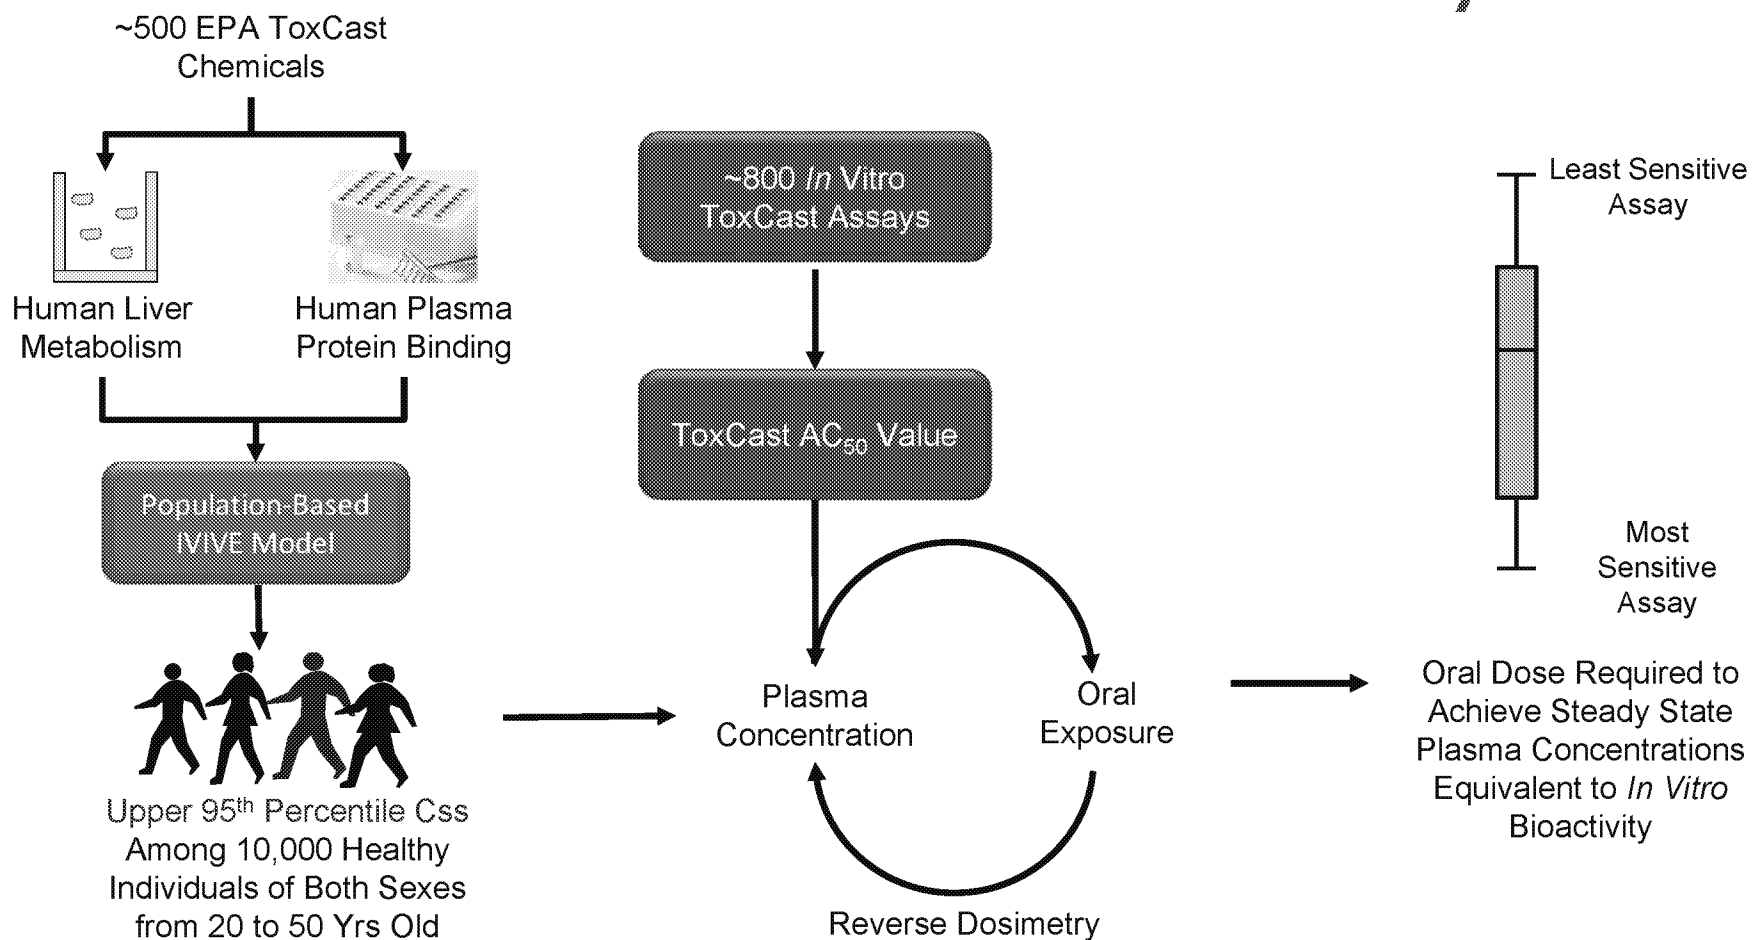 ~500 EPA ToxCast
Chemicals
Human Liver
Metabolism
Human Plasma
Protein Binding
Population-Based
IVIVE Model
Upper 95th Percentile Css
Among 10,000 Healthy
Individuals of Both Sexes
from 20 to 50 Yrs Old
~800 In Vitro
ToxCast Assays
ToxCast AC50 Value
Plasma
Concentration
Oral
Exposure
Reverse Dosimetry
Least Sensitive
Assay
Most
Sensitive
Assay
Oral Dose Required to
Achieve Steady State
Plasma Concentrations
Equivalent to In Vitro
Bioactivity